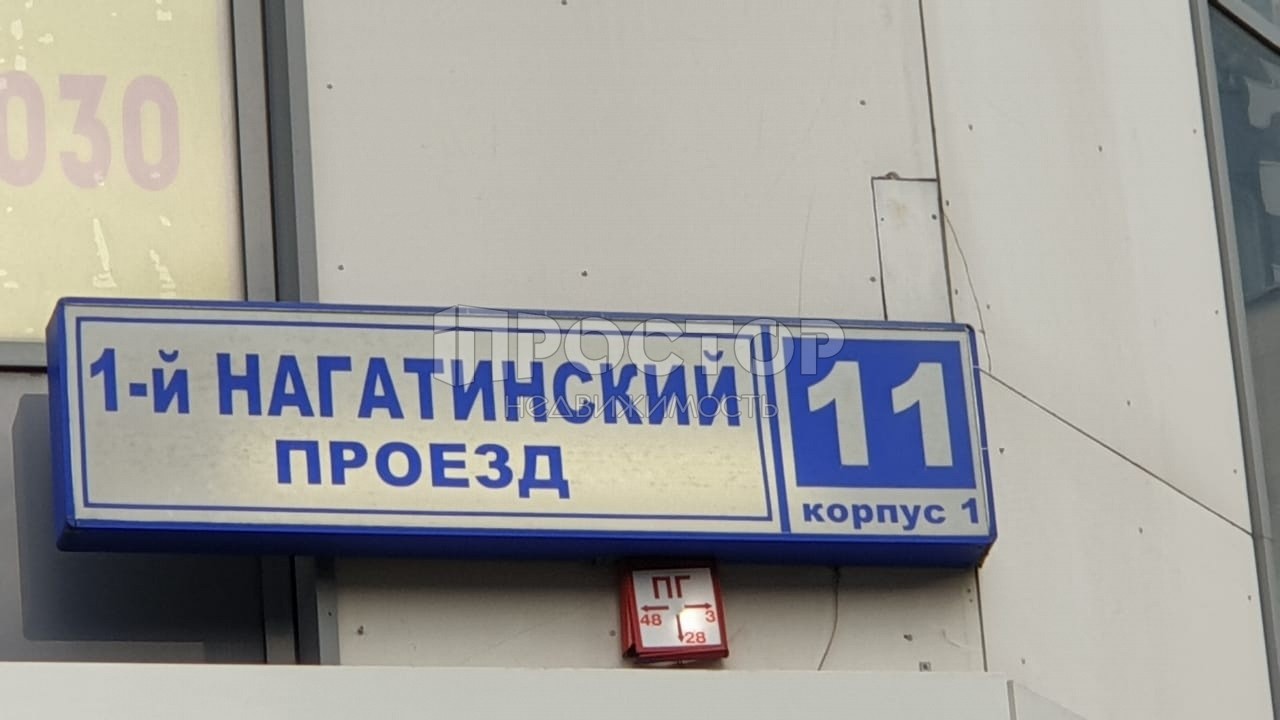 030
ПРОСТОР
недвижимость
1-й НАГАТИНСКИЙ
ПРОЕЗД
11
корпус 1
ПГ
48 3
28